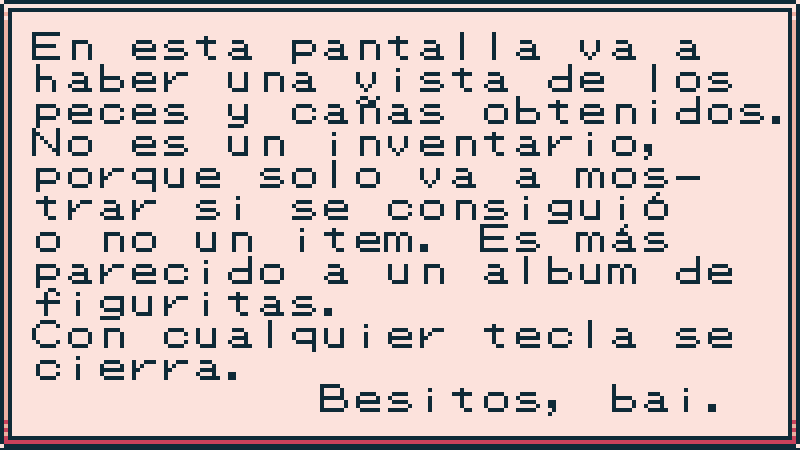 En esta pantalla va a
haber una vista de los
peces y cañas obtenidos.
No es un inventario,
porque solo va a mos-
trar si se consiguió
o no un item. Es más
parecido a un album de
figuritas.
Con cualquier tecla se
cierra.
Besitos, bai.